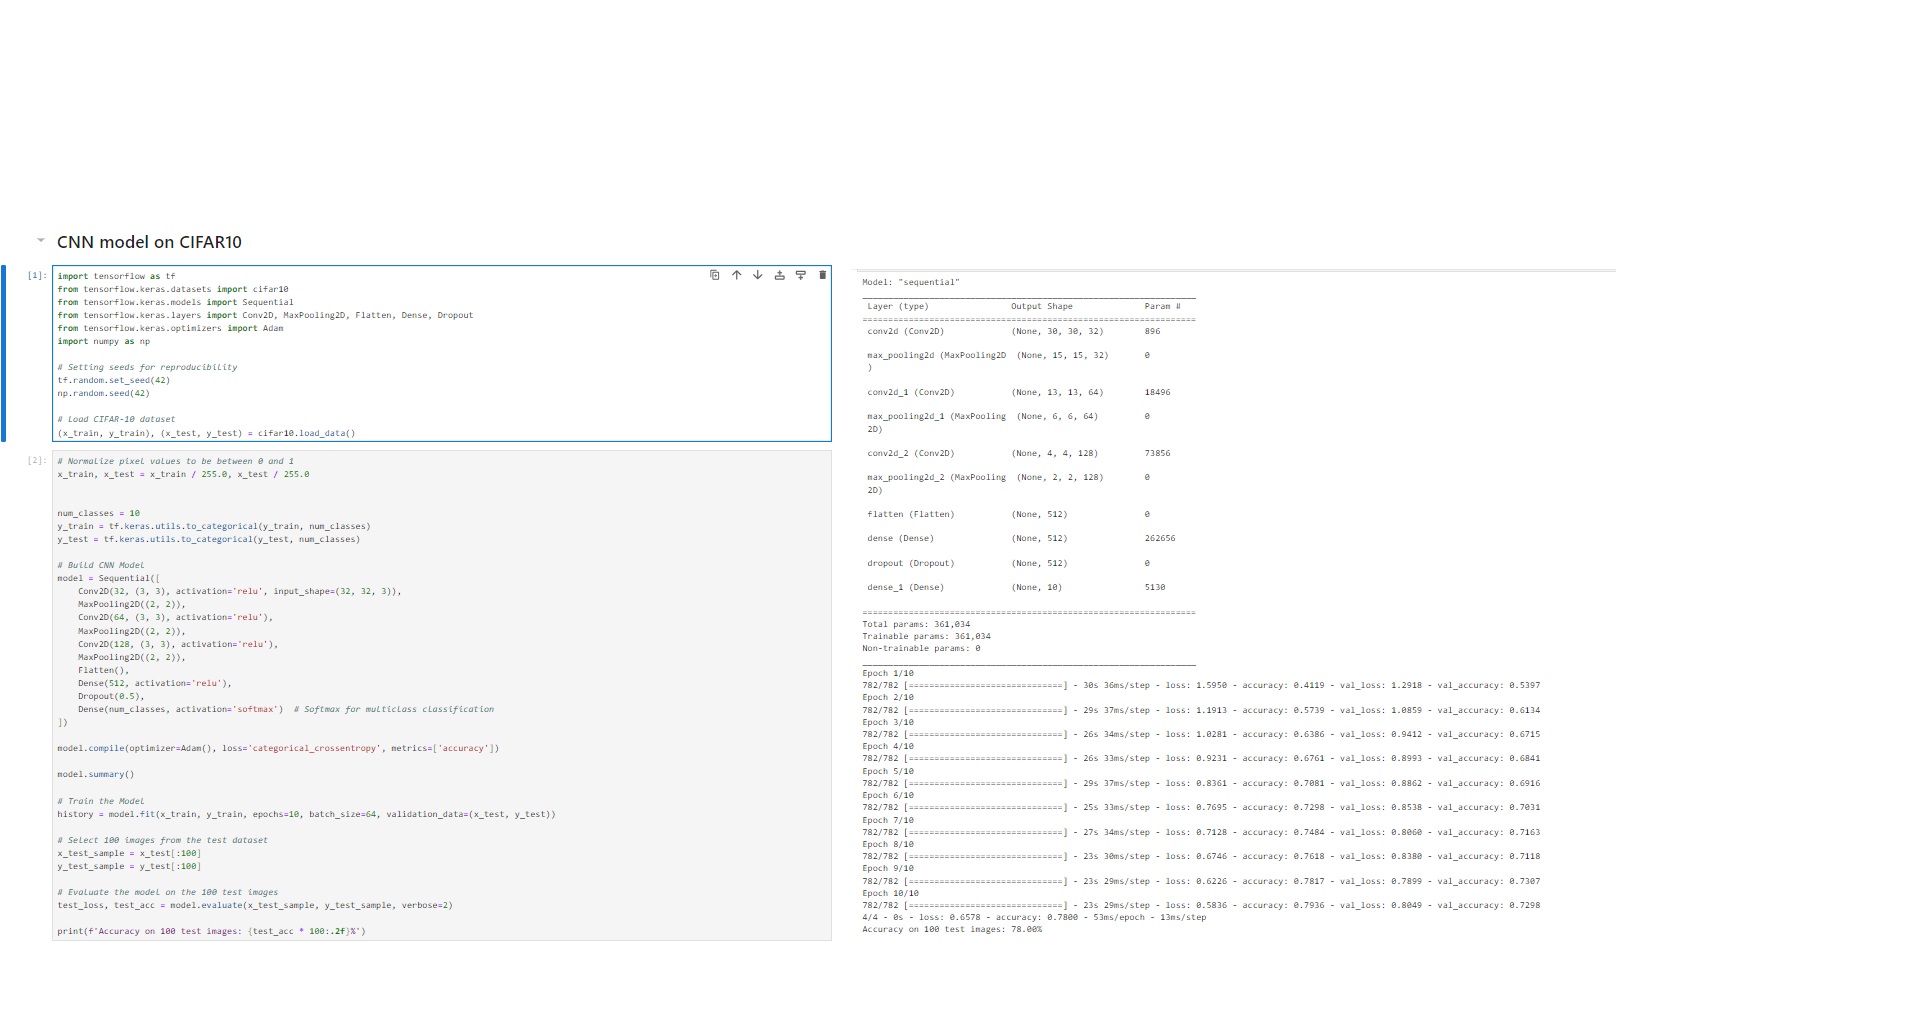 CNN model on CIFAR10
[1]:
import tensorflow as tf
from tensorflow.keras.datasets import cifar10
from tensorflow.keras.models import Sequential
from tensorflow.keras.layers import Conv2D, MaxPooling2D, Flatten, Dense, Dropout
from tensorflow.keras.optimizers import Adam
import numpy as np
# Setting seeds for reproducibility
tf.random.set_seed(42)
np.random.seed(42)
# Load CIFAR-10 dataset
(x_train, y_train), (x_test, y_test) = cifar10.load_data()
[2]:
# Normalize pixel values to be between 0 and 1
x_train, x_test = x_train / 255.0, x_test / 255.0
num_classes = 10
y_train = tf.keras.utils.to_categorical(y_train, num_classes)
y_test = tf.keras.utils.to_categorical(y_test, num_classes)
# Build CNN Model
model = Sequential([
    Conv2D(32, (3, 3), activation='relu', input_shape=(32, 32, 3)),
    MaxPooling2D((2, 2)),
    Conv2D(64, (3, 3), activation='relu'),
    MaxPooling2D((2, 2)),
    Conv2D(128, (3, 3), activation='relu'),
    MaxPooling2D((2, 2)),
    Flatten(),
    Dense(512, activation='relu'),
    Dropout(0.5),
    Dense(num_classes, activation='softmax')  # Softmax for multiclass classification
])
model.compile(optimizer=Adam(), loss='categorical_crossentropy', metrics=['accuracy'])
model.summary()
# Train the Model
history = model.fit(x_train, y_train, epochs=10, batch_size=64, validation_data=(x_test, y_test))
# Select 100 images from the test dataset
x_test_sample = x_test[:100]
y_test_sample = y_test[:100]
# Evaluate the model on the 100 test images
test_loss, test_acc = model.evaluate(x_test_sample, y_test_sample, verbose=2)
print(f'Accuracy on 100 test images: {test_acc * 100:.2f}%')
Model: "sequential"
_________________________________________________________________
Layer (type) Output Shape Param #
=================================================================
conv2d (Conv2D) (None, 30, 30, 32) 896
max_pooling2d (MaxPooling2D (None, 15, 15, 32) 0
)
conv2d_1 (Conv2D) (None, 13, 13, 64) 18496
max_pooling2d_1 (MaxPooling (None, 6, 6, 64) 0
2D)
conv2d_2 (Conv2D) (None, 4, 4, 128) 73856
max_pooling2d_2 (MaxPooling (None, 2, 2, 128) 0
2D)
flatten (Flatten) (None, 512) 0
dense (Dense) (None, 512) 262656
dropout (Dropout) (None, 512) 0
dense_1 (Dense) (None, 10) 5130
=================================================================
Total params: 361,034
Trainable params: 361,034
Non-trainable params: 0
_________________________________________________________________
Epoch 1/10
782/782 [==============================] - 30s 36ms/step - loss: 1.5950 - accuracy: 0.4119 - val_loss: 1.2918 - val_accuracy: 0.5397
Epoch 2/10
782/782 [==============================] - 29s 37ms/step - loss: 1.1913 - accuracy: 0.5739 - val_loss: 1.0859 - val_accuracy: 0.6134
Epoch 3/10
782/782 [==============================] - 26s 34ms/step - loss: 1.0281 - accuracy: 0.6386 - val_loss: 0.9412 - val_accuracy: 0.6715
Epoch 4/10
782/782 [==============================] - 26s 33ms/step - loss: 0.9231 - accuracy: 0.6761 - val_loss: 0.8993 - val_accuracy: 0.6841
Epoch 5/10
782/782 [==============================] - 29s 37ms/step - loss: 0.8361 - accuracy: 0.7081 - val_loss: 0.8862 - val_accuracy: 0.6916
Epoch 6/10
782/782 [==============================] - 25s 33ms/step - loss: 0.7695 - accuracy: 0.7298 - val_loss: 0.8538 - val_accuracy: 0.7031
Epoch 7/10
782/782 [==============================] - 27s 34ms/step - loss: 0.7128 - accuracy: 0.7484 - val_loss: 0.8060 - val_accuracy: 0.7163
Epoch 8/10
782/782 [==============================] - 23s 30ms/step - loss: 0.6746 - accuracy: 0.7618 - val_loss: 0.8380 - val_accuracy: 0.7118
Epoch 9/10
782/782 [==============================] - 23s 29ms/step - loss: 0.6226 - accuracy: 0.7817 - val_loss: 0.7899 - val_accuracy: 0.7307
Epoch 10/10
782/782 [==============================] - 23s 29ms/step - loss: 0.5836 - accuracy: 0.7936 - val_loss: 0.8049 - val_accuracy: 0.7298
4/4 - 0s - loss: 0.6578 - accuracy: 0.7800 - 53ms/epoch - 13ms/step
Accuracy on 100 test images: 78.00%